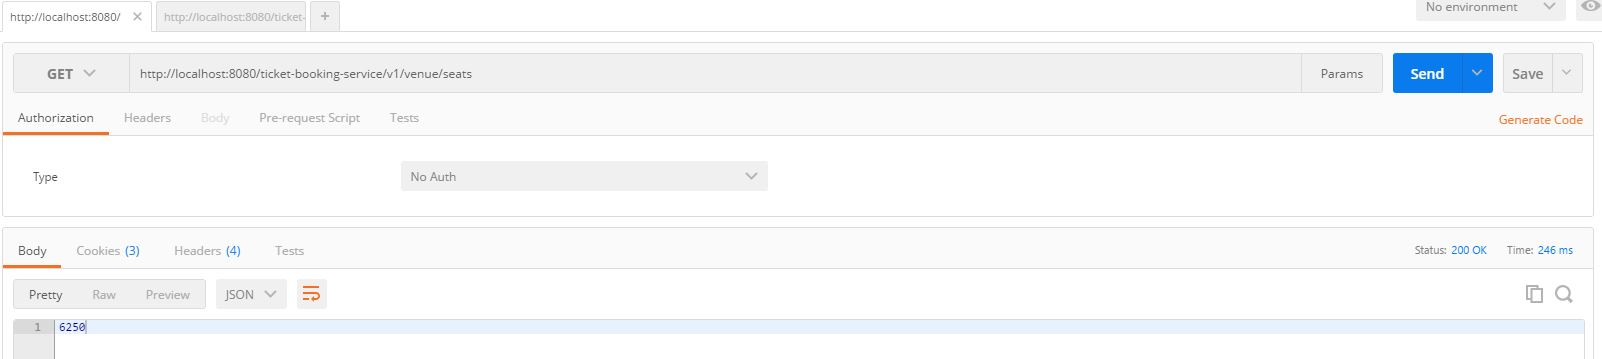 http://localhost:8080/ http://localhost:8080/ticket- No environment
GET http://localhost:8080/ticket-booking-service/v1/venue/seats Params Send Save
Authorization Headers Body Pre-request Script Tests Generate Code
Type No Auth
Body Cookies (3) Headers (4) Tests Status: 200 OK Time: 246 ms
Pretty Raw Preview JSON
1 6250